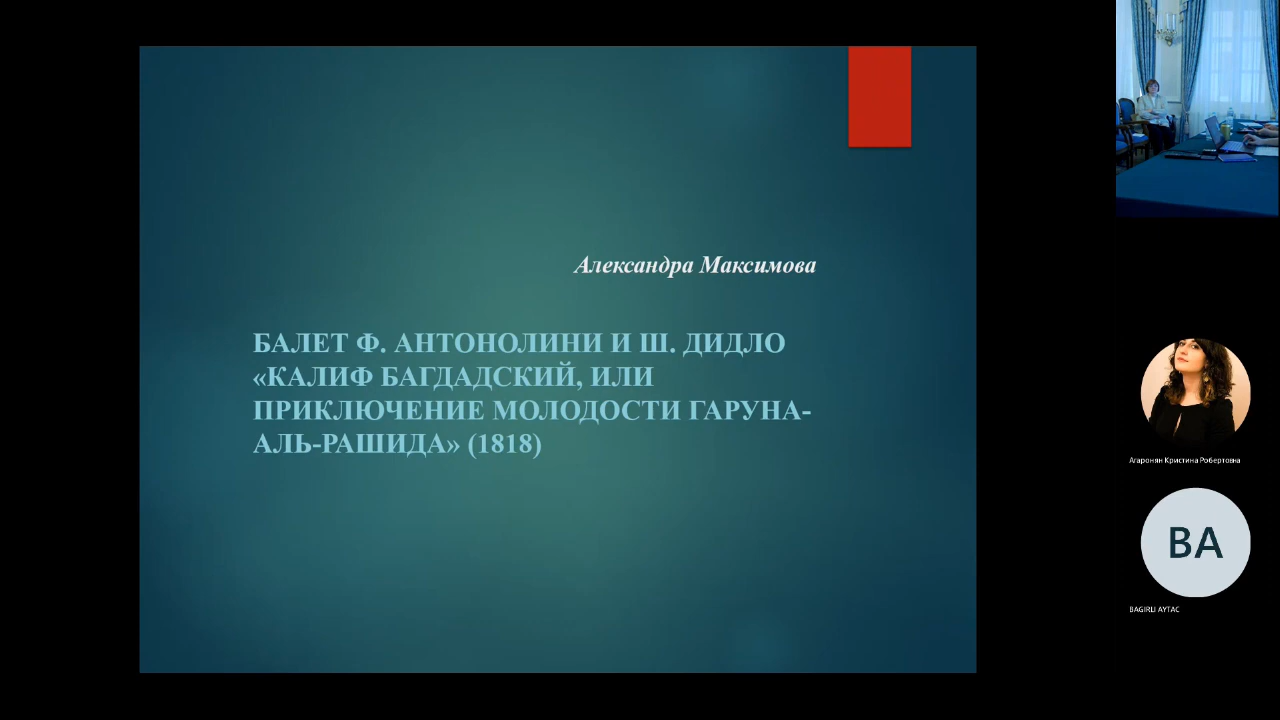 Александра Максимова
БАЛЕТ Ф. АНТОНОЛИНИ И Ш. ДИДЛО
«КАЛИФ БАГДАДСКИЙ, ИЛИ
ПРИКЛЮЧЕНИЕ МОЛОДОСТИ ГАРУНА-
АЛЬ-РАШИДА» (1818)
Агаронян Кристина Робертовна
BA
BAGIRLI AYTAC